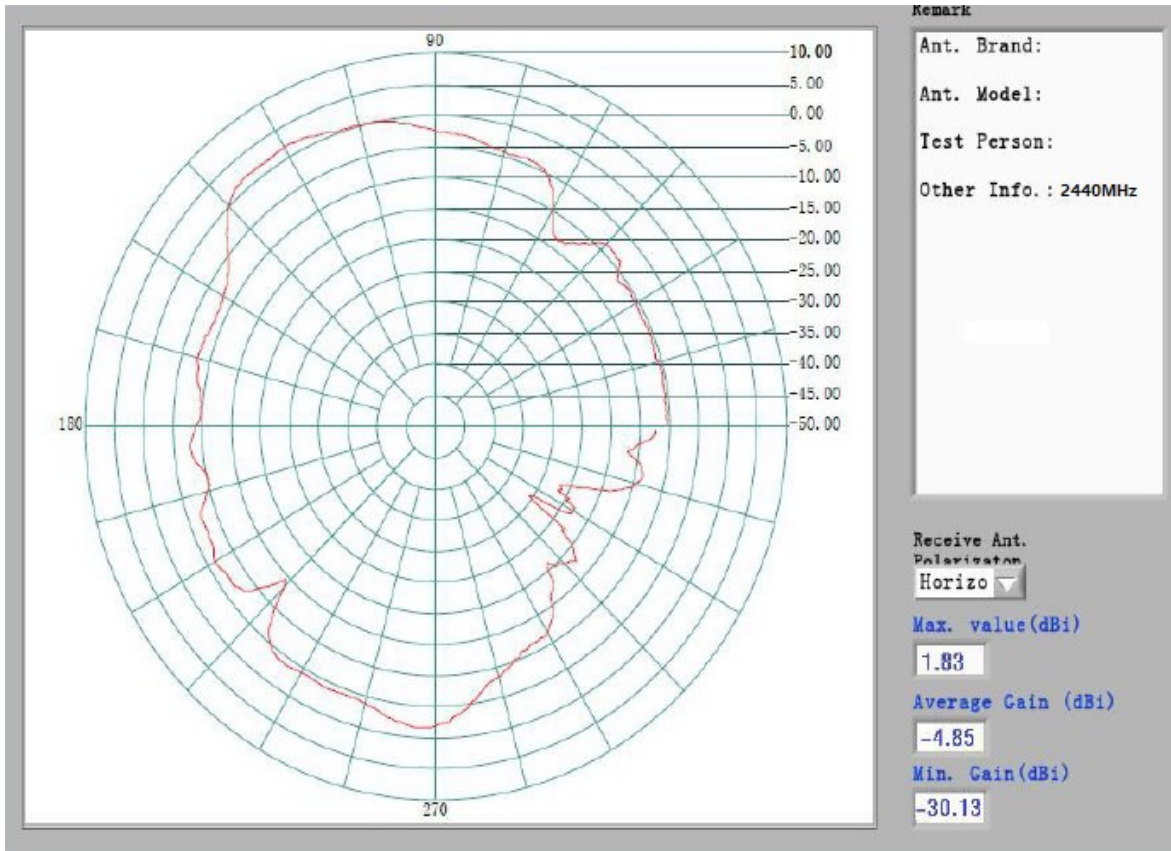 90
10.00
5.00
0.00
-5.00
-10.00
-15.00
-20.00
-25.00
-30.00
-35.00
-40.00
-45.00
-50.00
180
270
Remark
Ant. Brand:
Ant. Model:
Test Person:
Other Info.: 2440MHz
Receive Ant.
Polarizaton
Horizo
Max. value(dBi)
1.83
Average Gain (dBi)
-4.85
Min. Gain(dBi)
-30.13